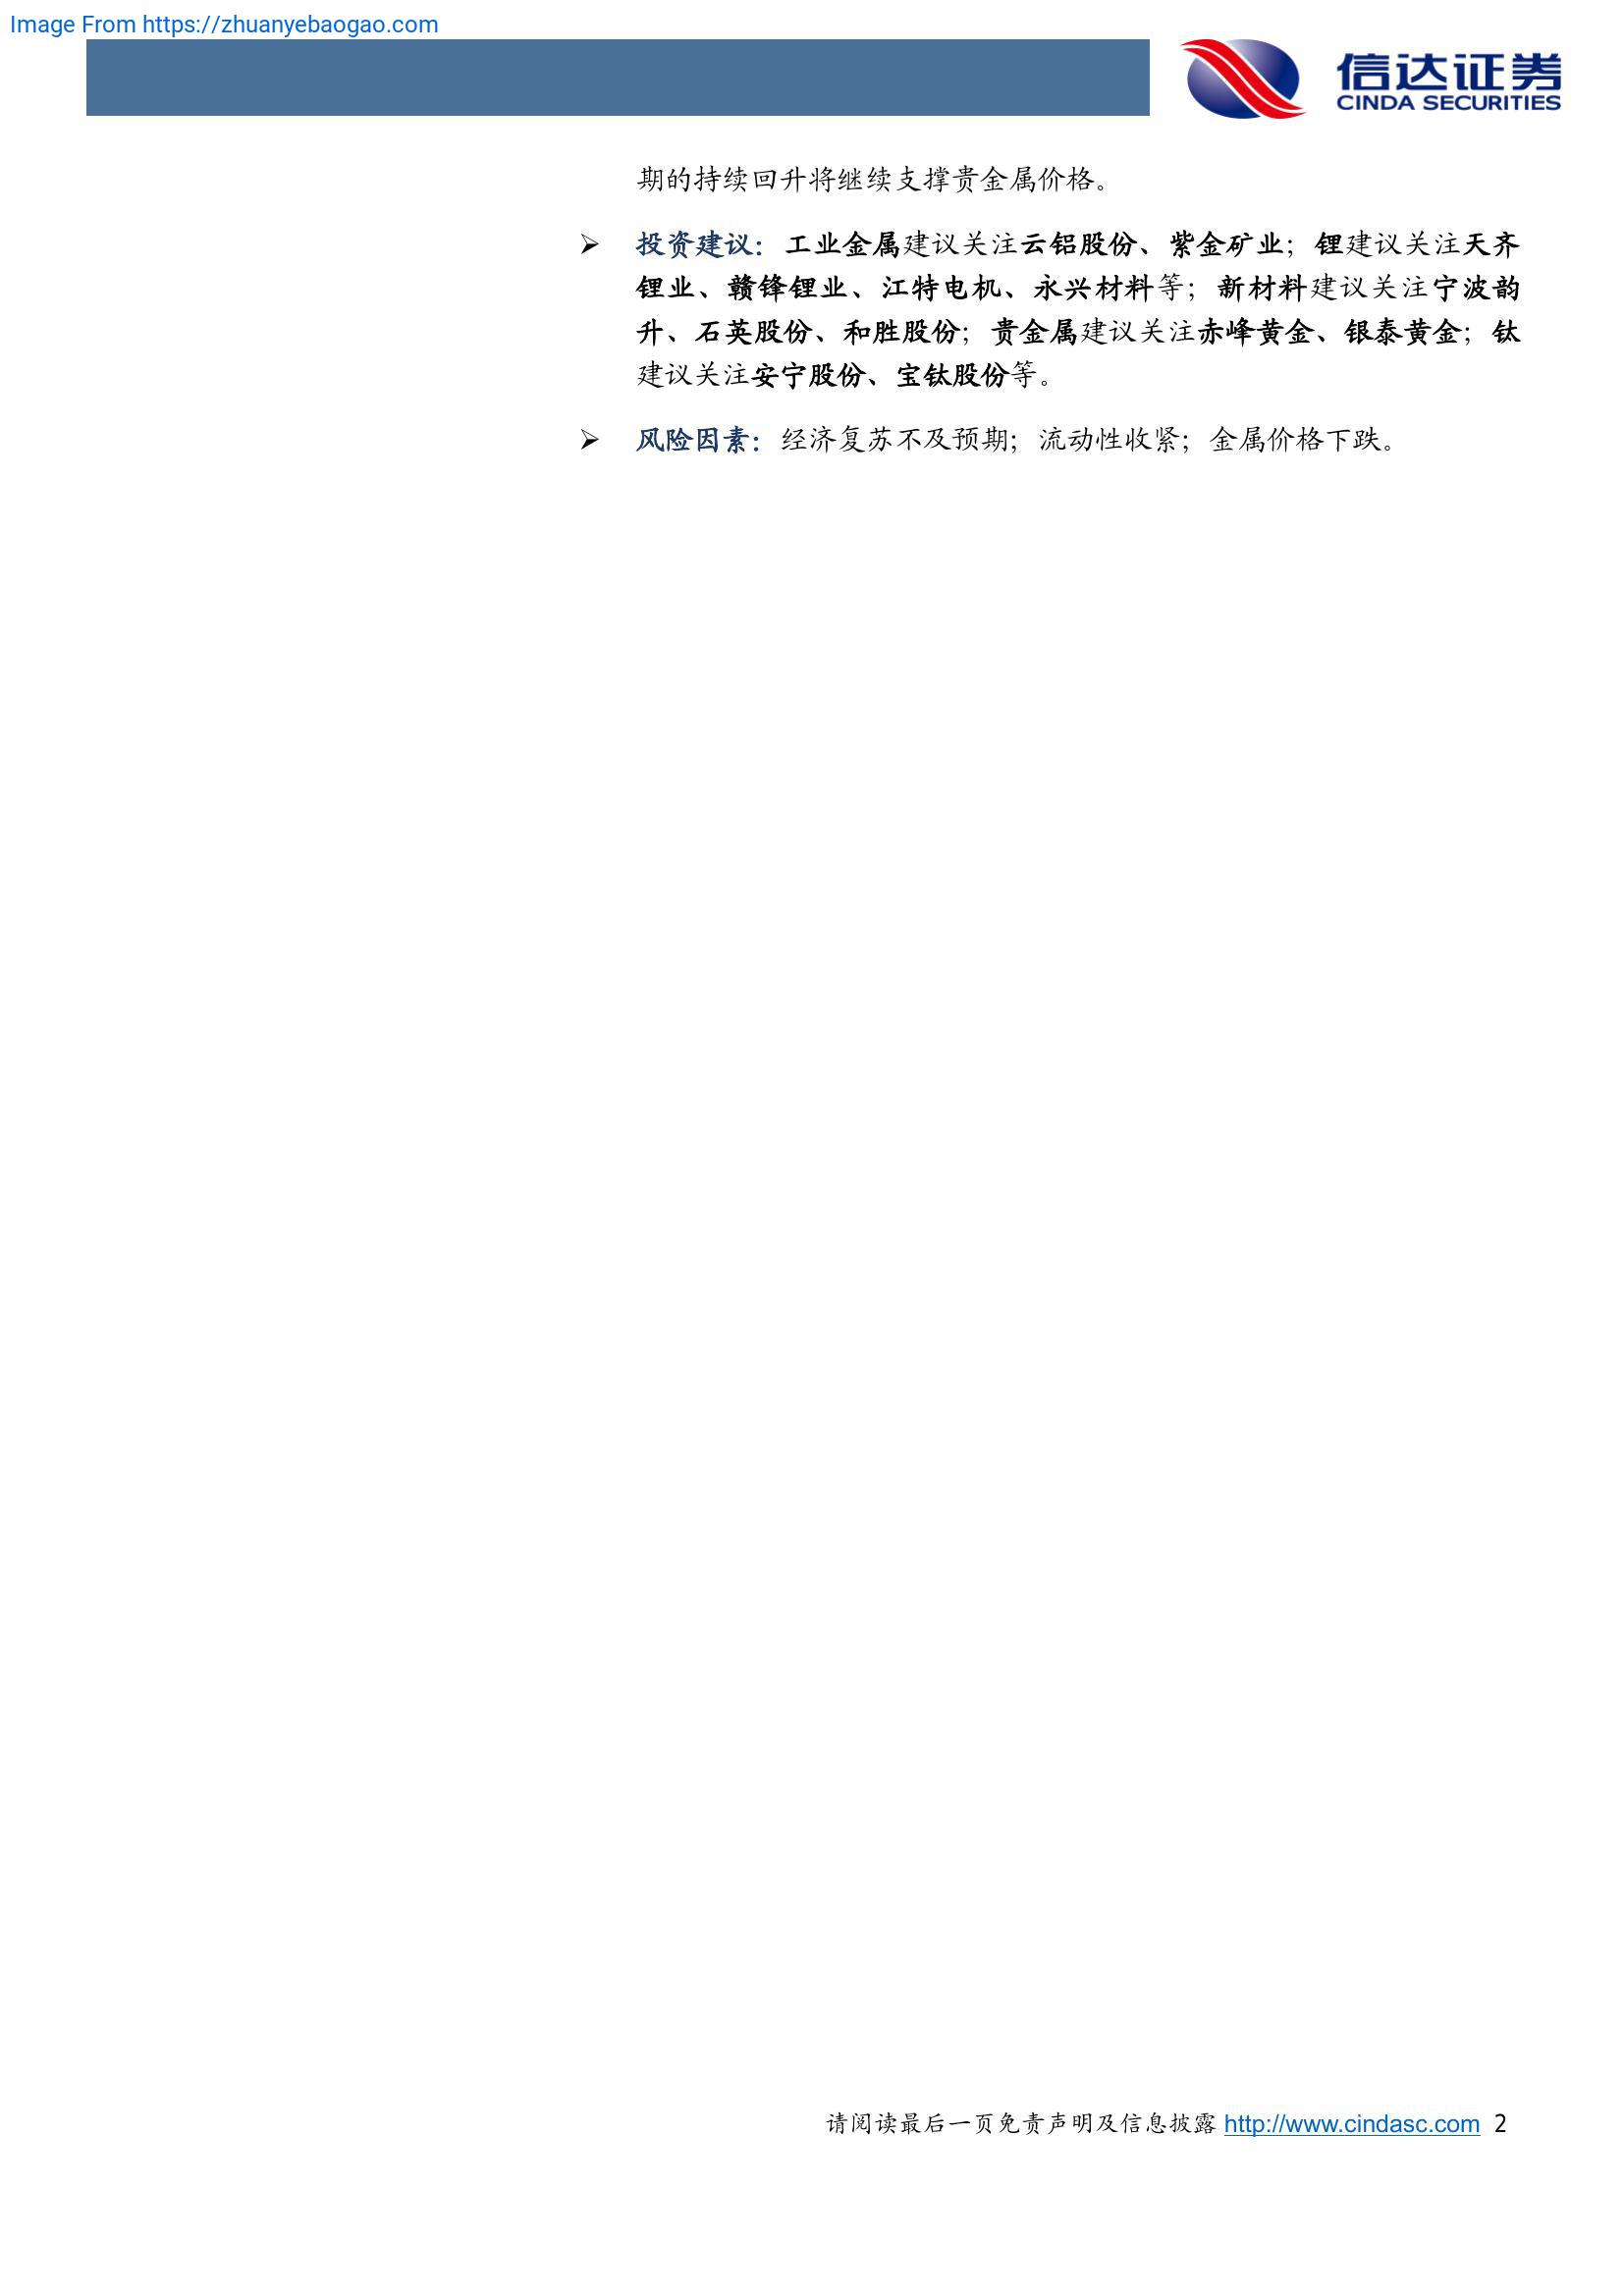 Image From https://zhuanyebaogao.com
信达证券
CINDA SECURITIES
期的持续回升将继续支撑贵金属价格。
➢ 投资建议：工业金属建议关注云铝股份、紫金矿业；锂建议关注天齐
锂业、赣锋锂业、江特电机、永兴材料等；新材料建议关注宁波韵
升、石英股份、和胜股份；贵金属建议关注赤峰黄金、银泰黄金；钛
建议关注安宁股份、宝钛股份等。
➢ 风险因素：经济复苏不及预期；流动性收紧；金属价格下跌。
请阅读最后一页免责声明及信息披露 http://www.cindasc.com 2